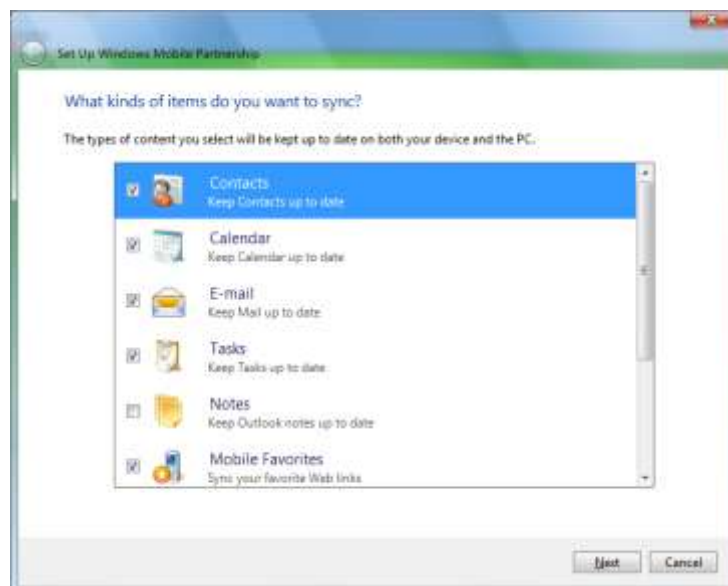 Set Up Windows Mobile Partnership
What kinds of items do you want to sync?
The types of content you select will be kept up to date on both your device and the PC.
Contacts
Keep Contacts up to date
Calendar
Keep Calendar up to date
E-mail
Keep Mail up to date
Tasks
Keep Tasks up to date
Notes
Keep Outlook notes up to date
Mobile Favorites
Sync your favorite Web links
Next Cancel